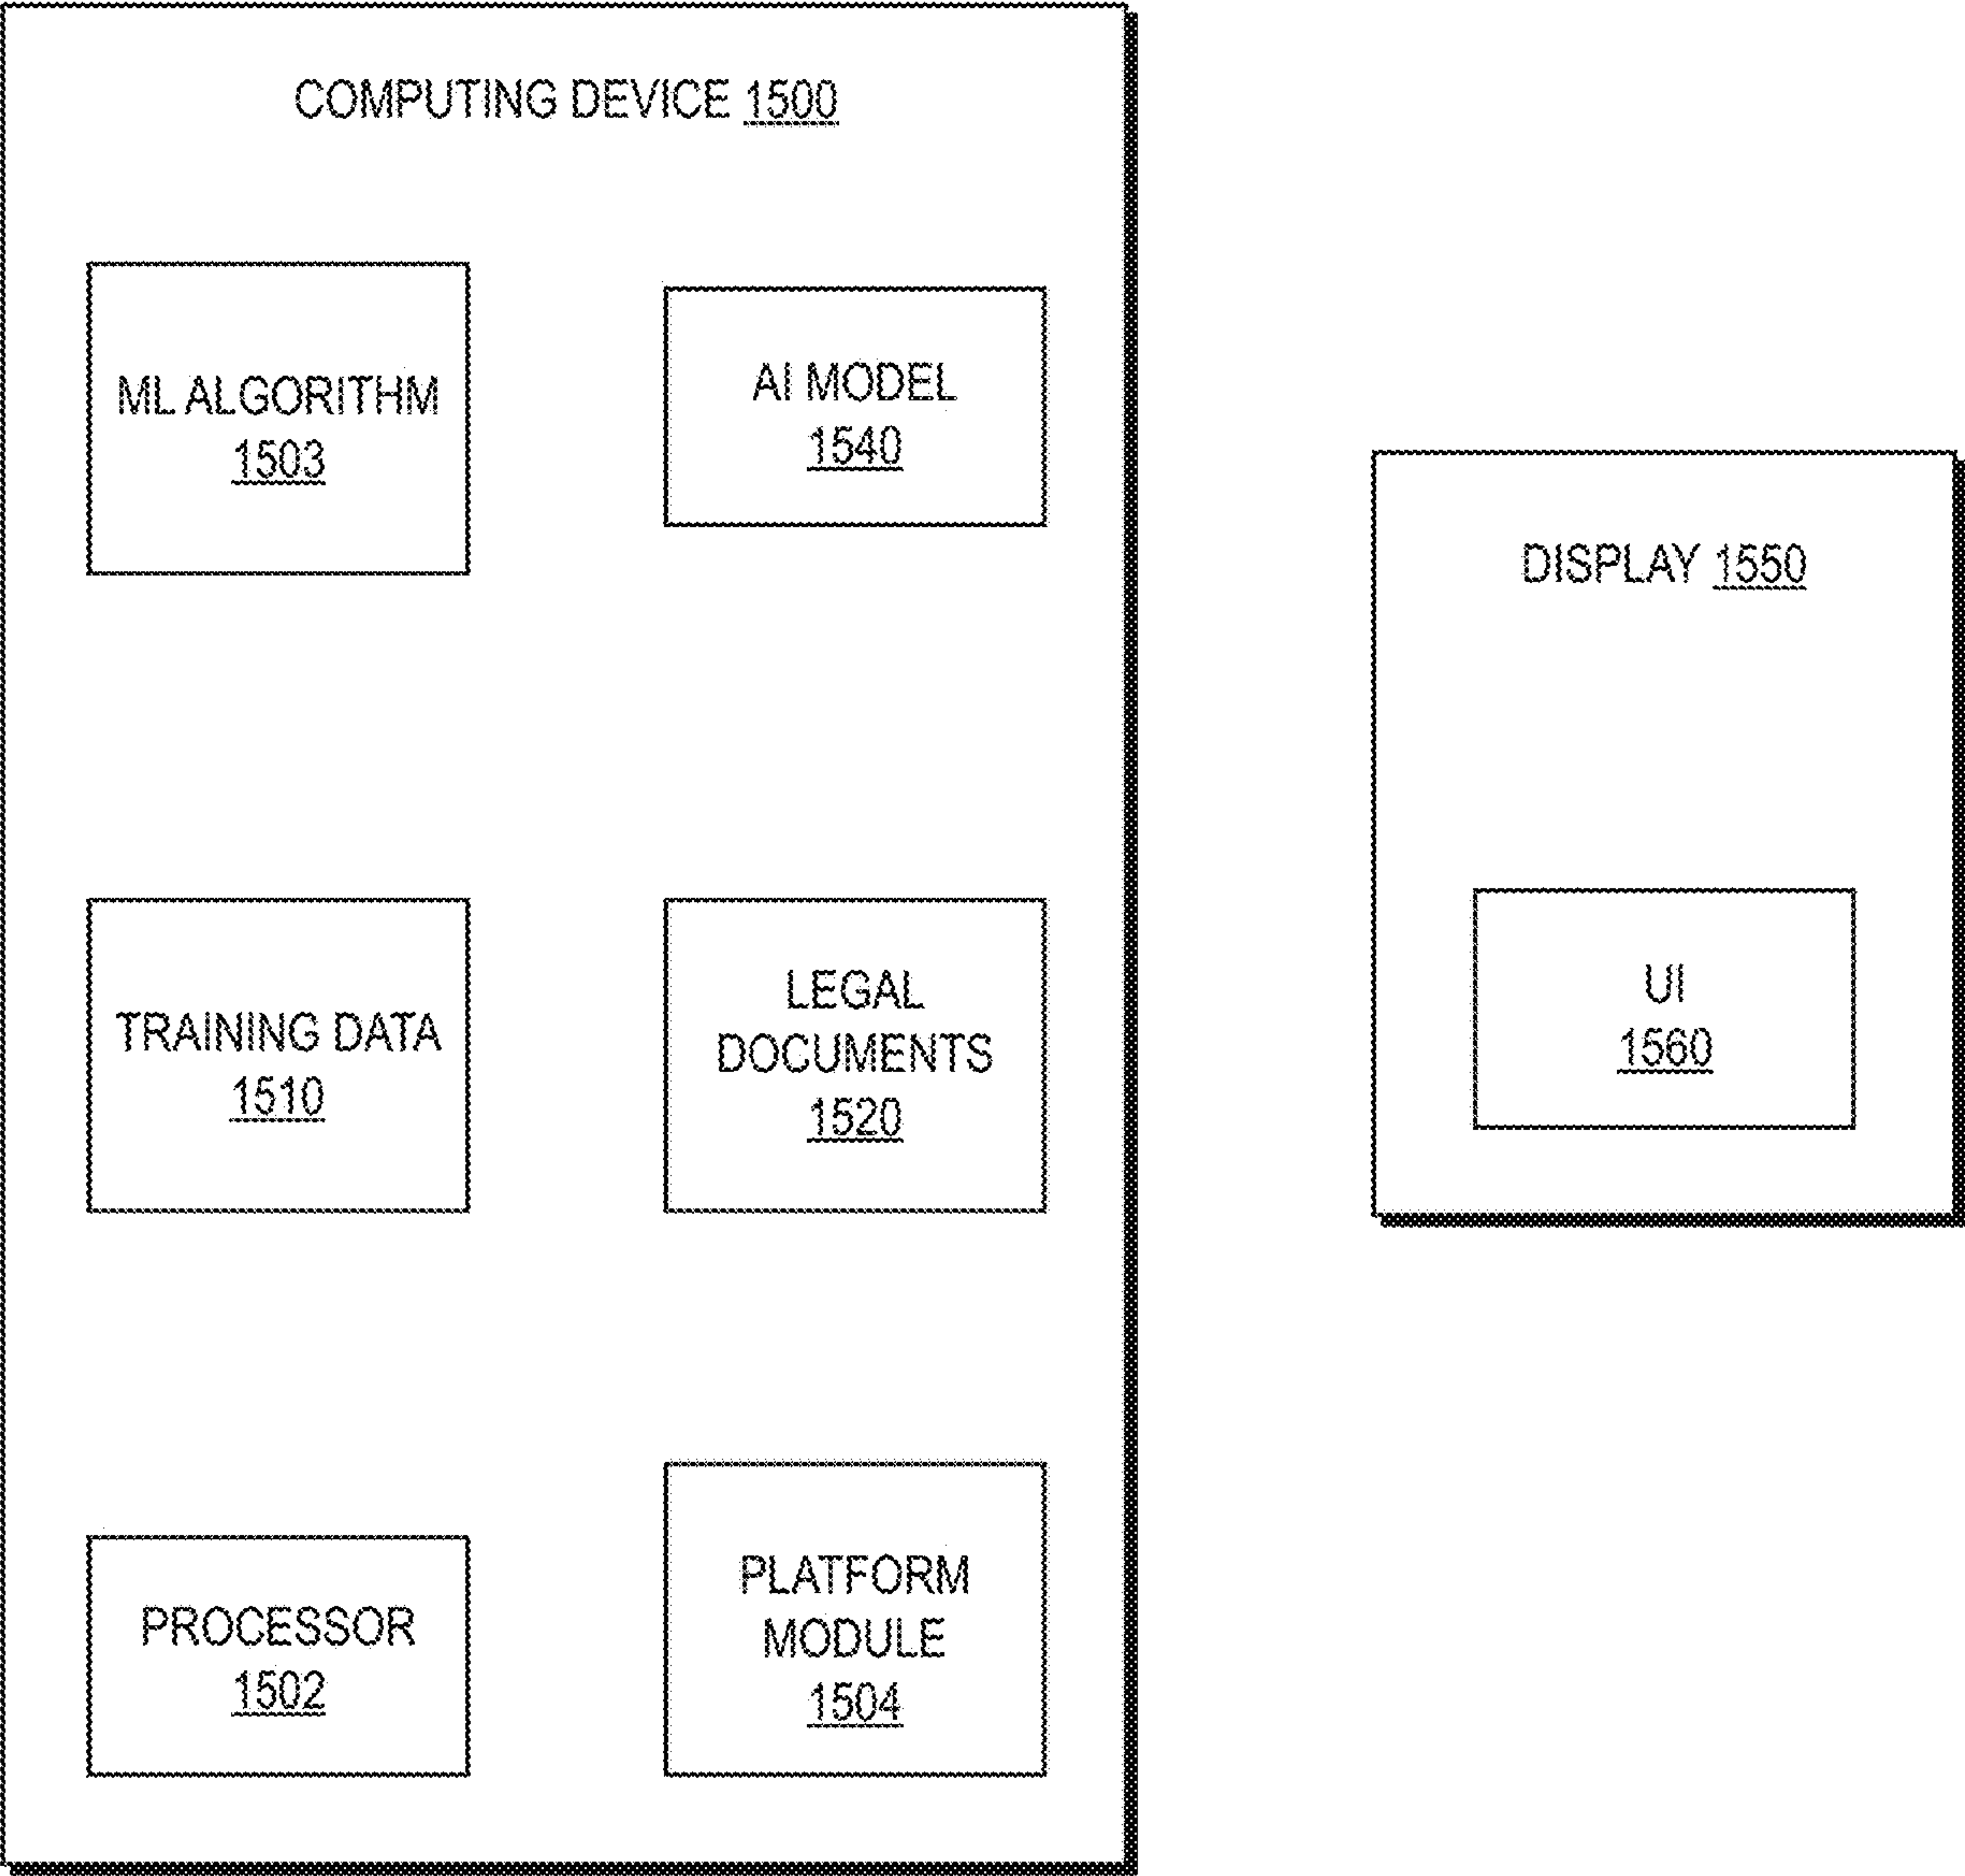 COMPUTING DEVICE 1500
ML ALGORITHM
1503
AI MODEL
1540
TRAINING DATA
1510
LEGAL
DOCUMENTS
1520
PROCESSOR
1502
PLATFORM
MODULE
1504
DISPLAY 1550
UI
1560